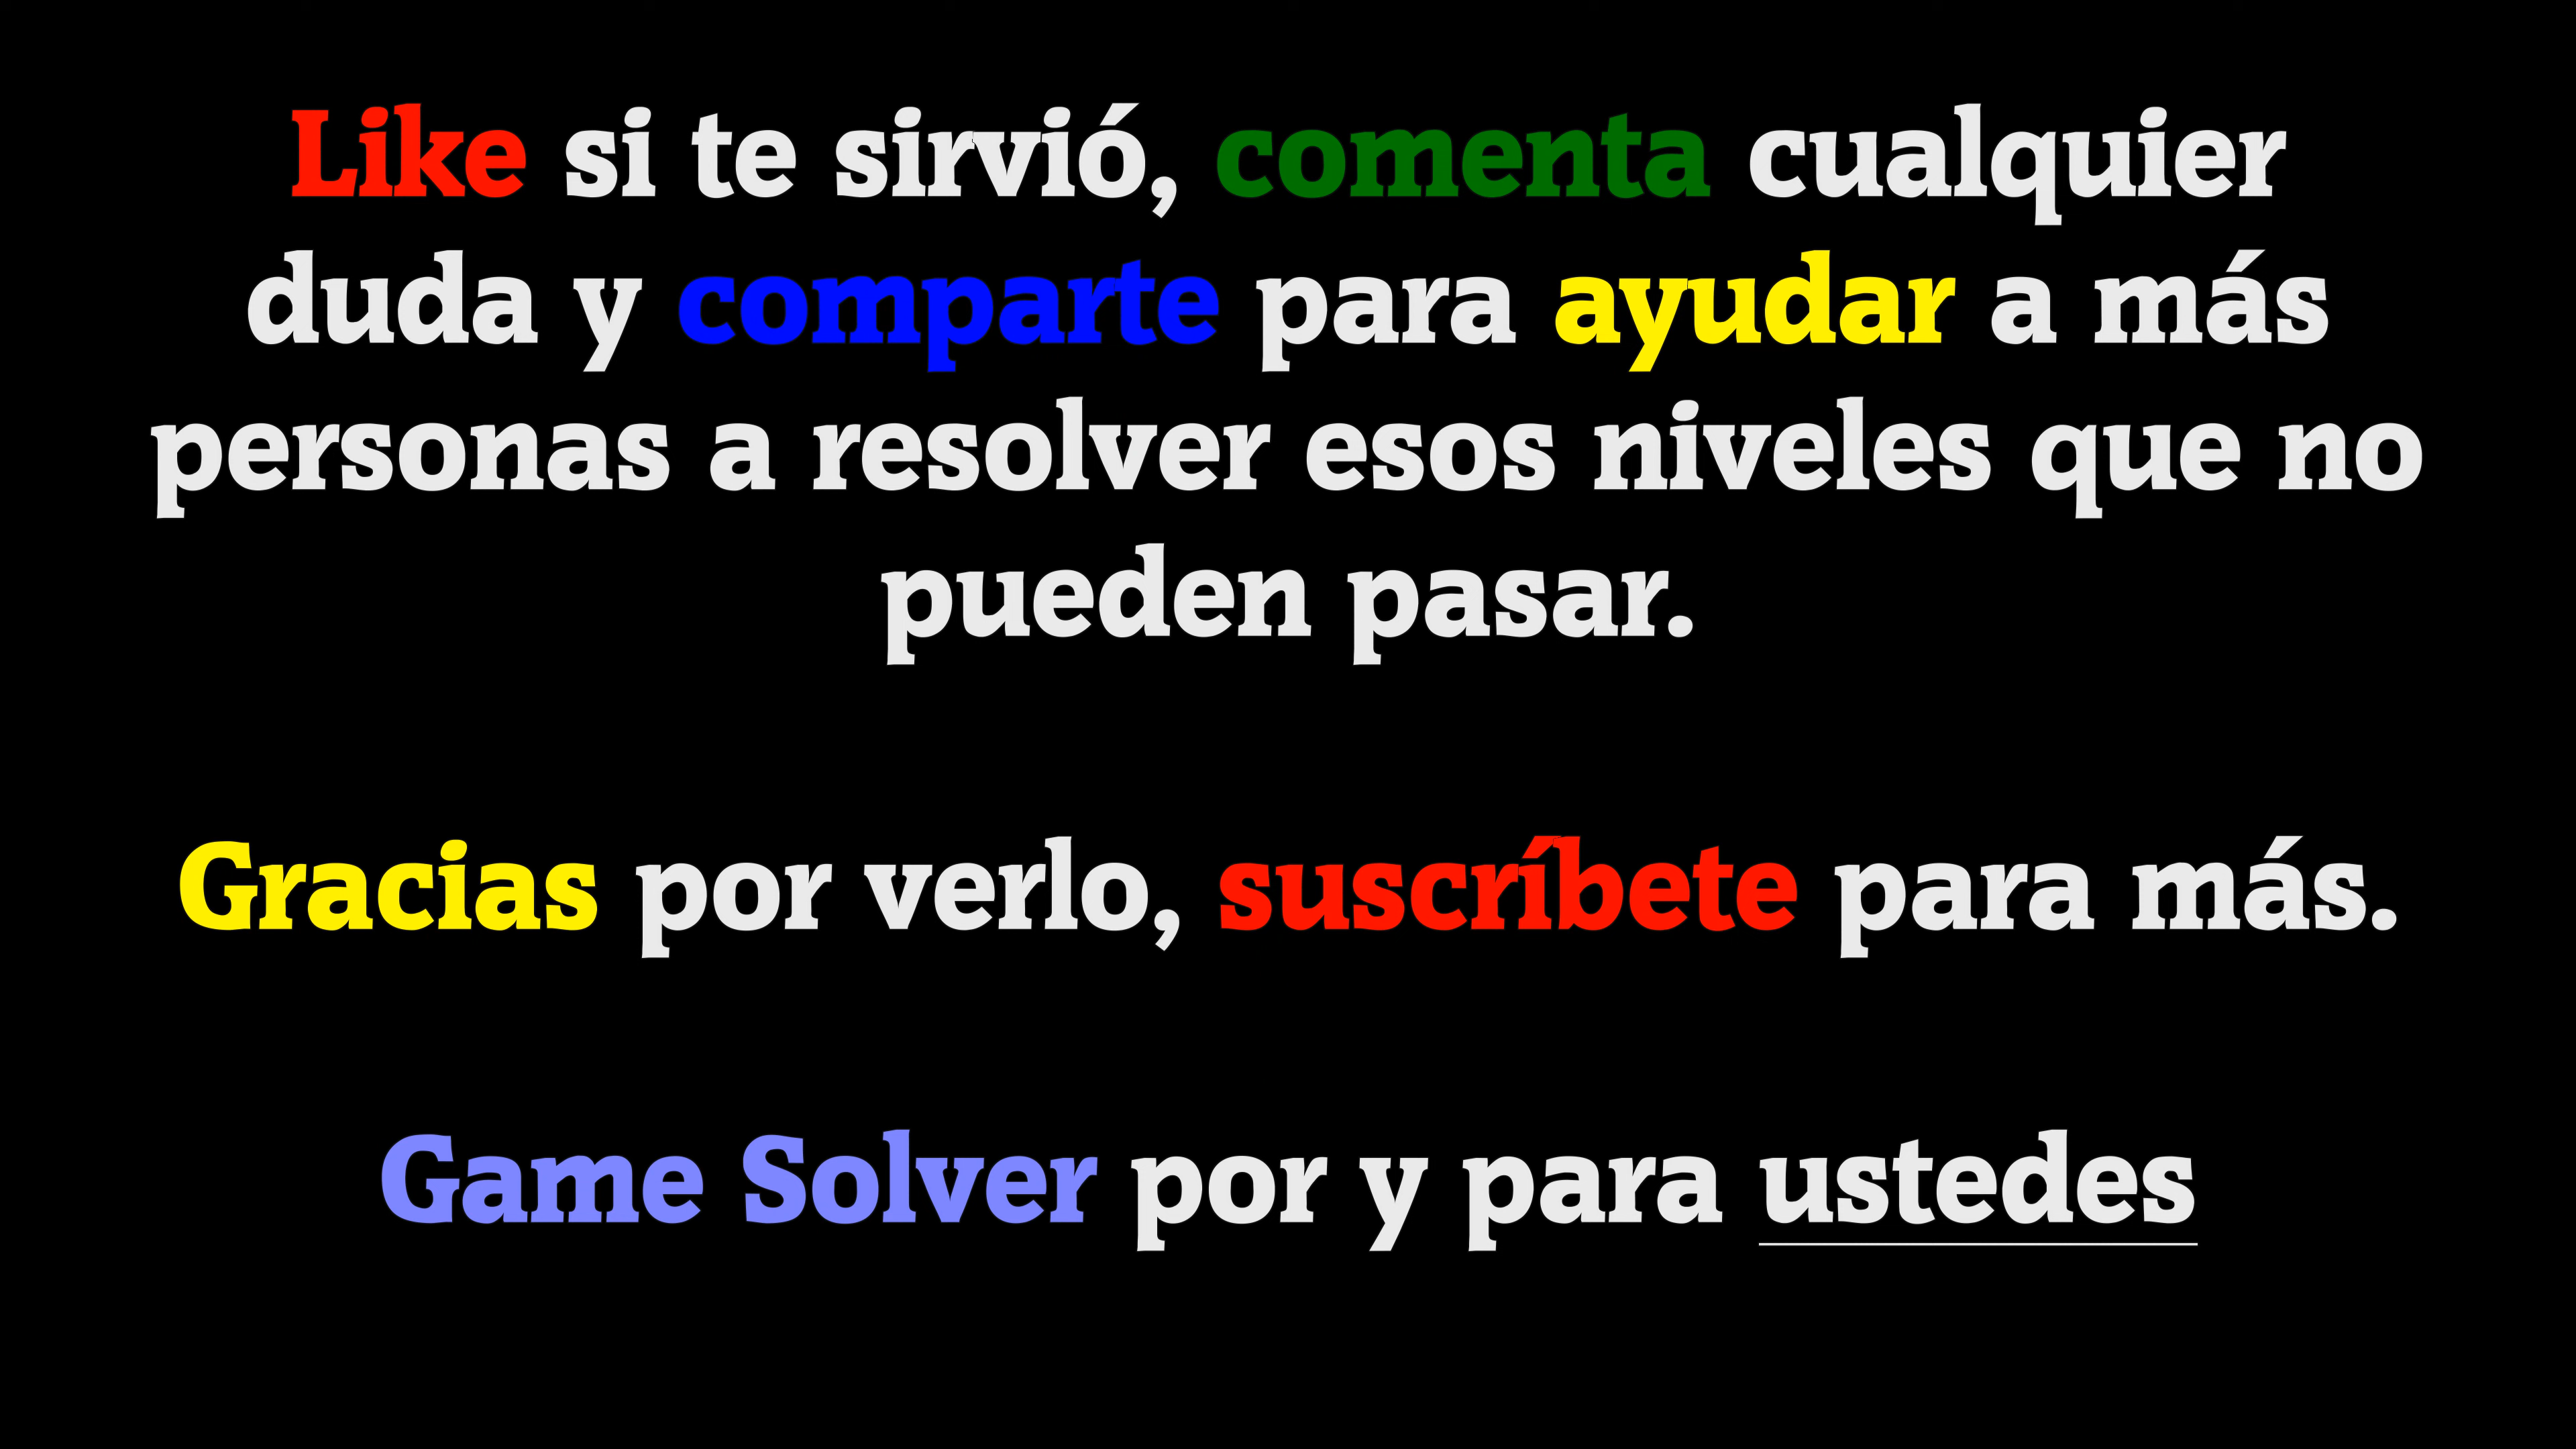 Like si te sirvió, comenta cualquier
duda y comparte para ayudar a más
personas a resolver esos niveles que no
pueden pasar.
Gracias por verlo, suscríbete para más.
Game Solver por y para ustedes